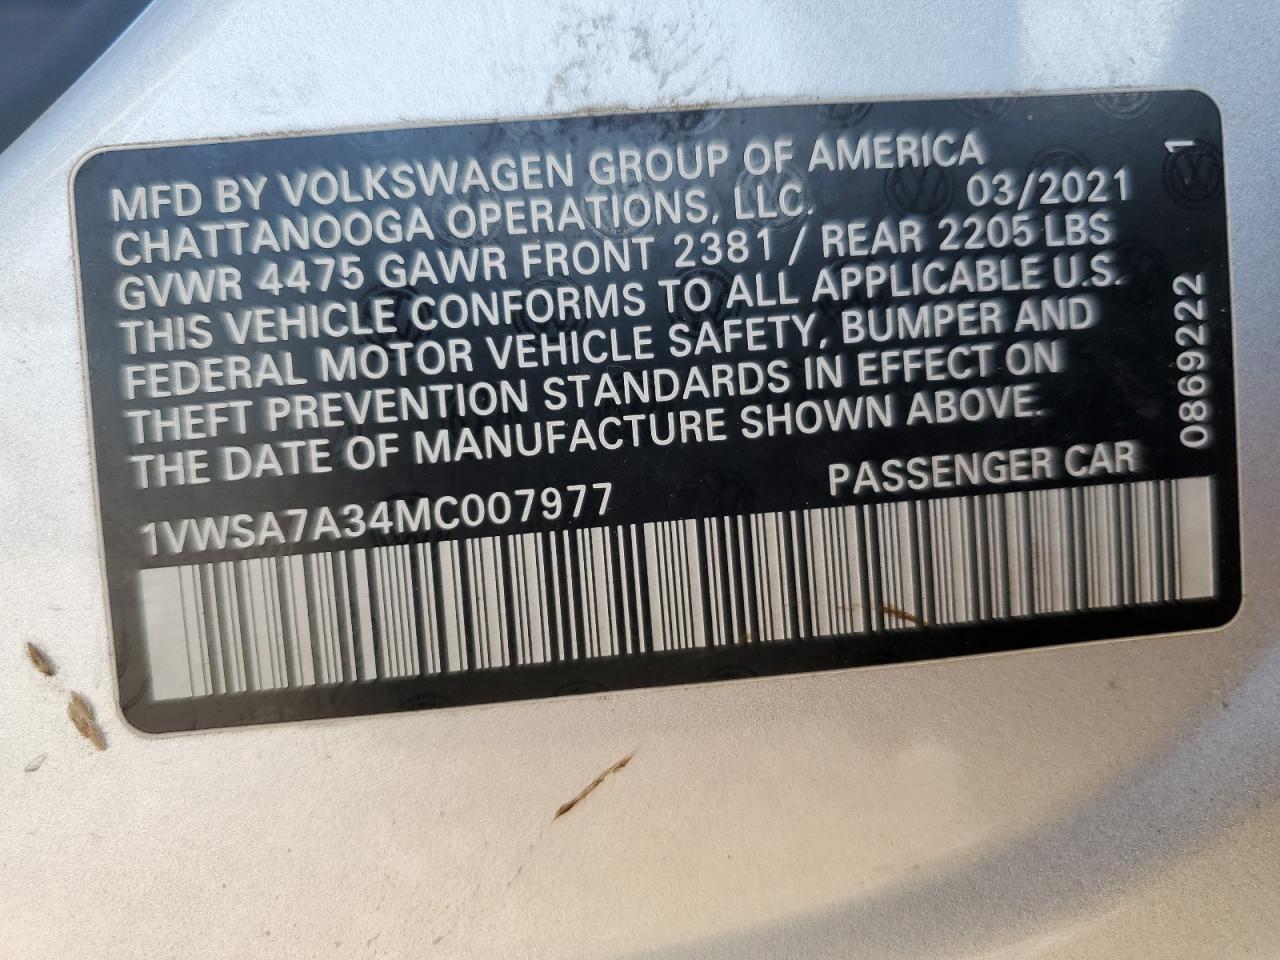 MFD BY VOLKSWAGEN GROUP OF AMERICA
CHATTANOOGA OPERATIONS, LLC. 03/2021
GVWR 4475 GAWR FRONT 2381 / REAR 2205 LBS
THIS VEHICLE CONFORMS TO ALL APPLICABLE U.S.
FEDERAL MOTOR VEHICLE SAFETY, BUMPER AND
THEFT PREVENTION STANDARDS IN EFFECT ON
THE DATE OF MANUFACTURE SHOWN ABOVE.
1VWSA7A34MC007977 PASSENGER CAR
0869222 1